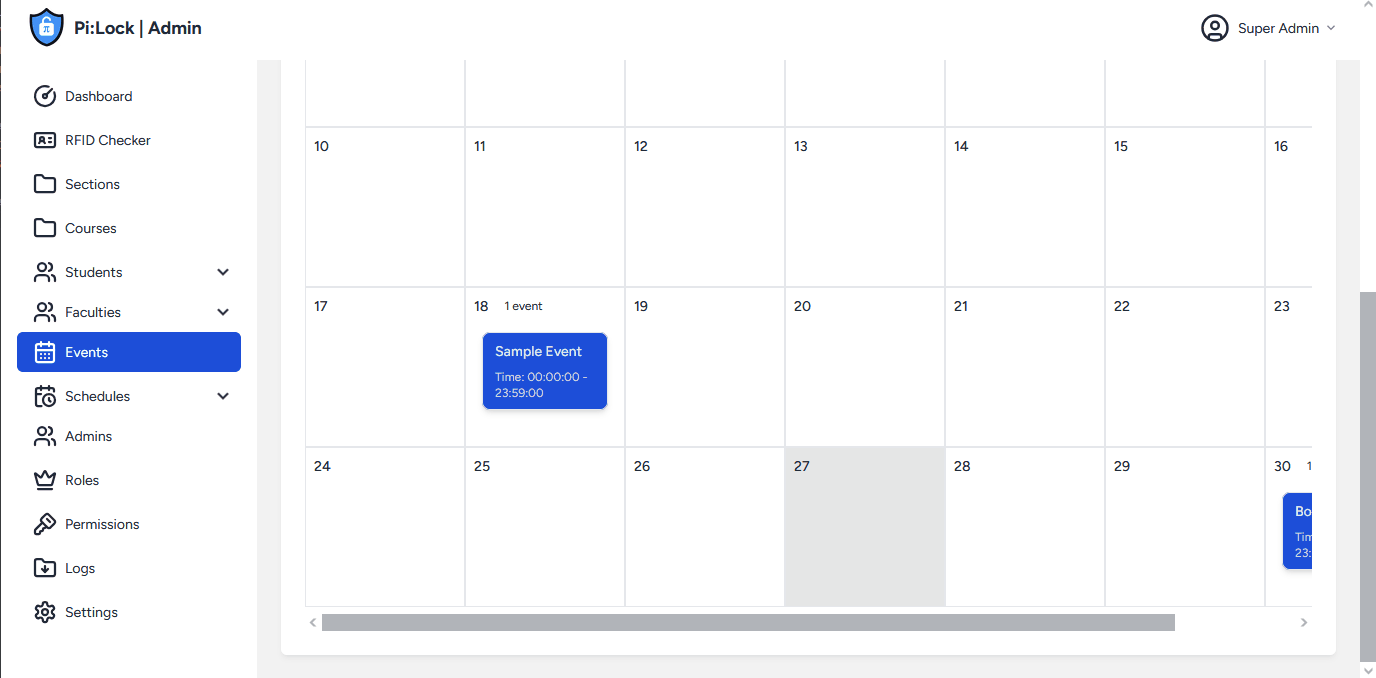 Pi:Lock | Admin
Super Admin
Dashboard
RFID Checker
Sections
Courses
Students
Faculties
Events
Schedules
Admins
Roles
Permissions
Logs
Settings
10 11 12 13 14 15 16
17 18 1 event 19 20 21 22 23
Sample Event
Time: 00:00:00 -
23:59:00
24 25 26 27 28 29 30 1
Bo
Tim
23: